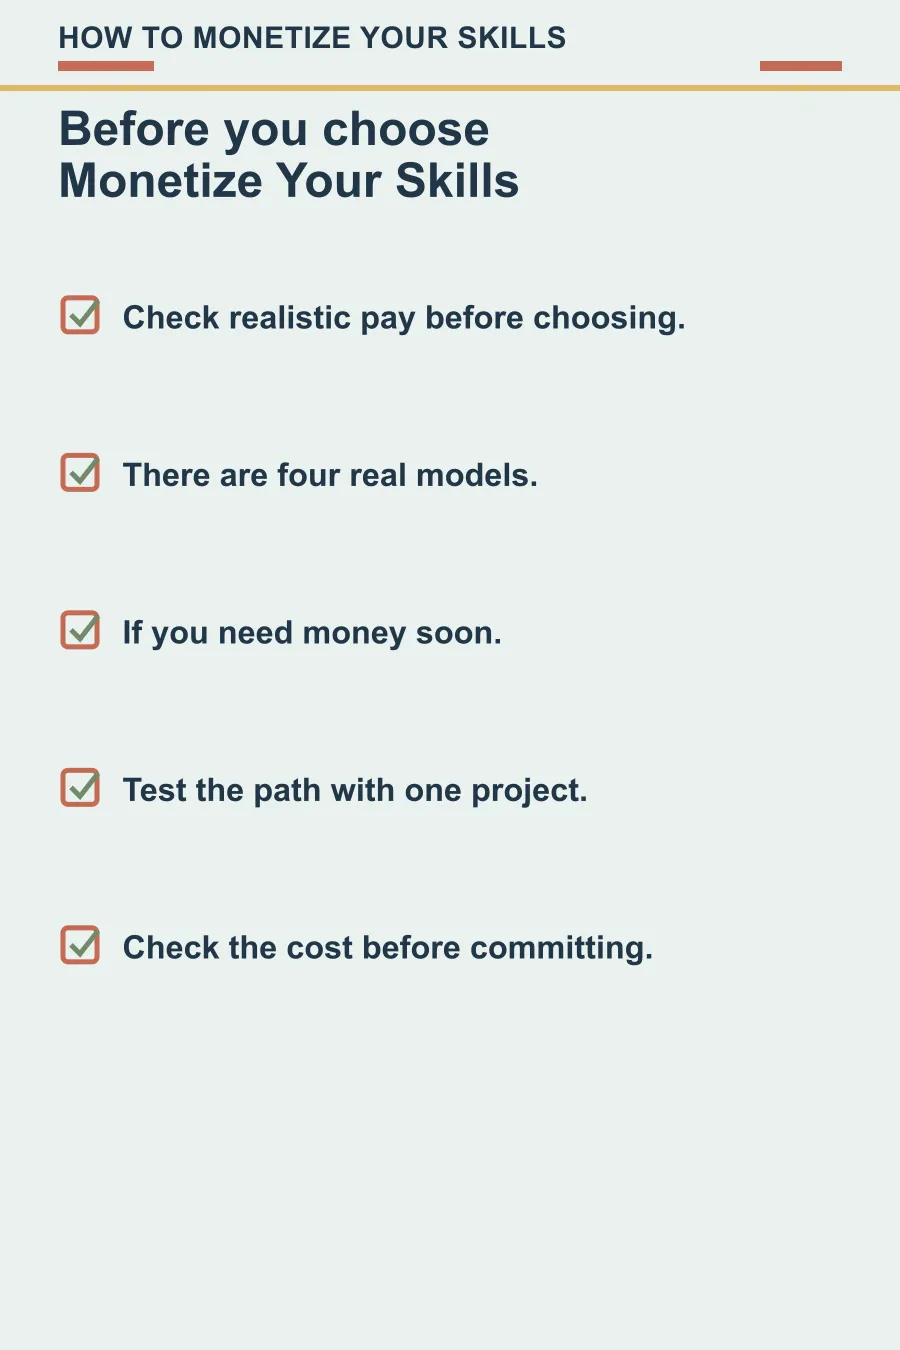 HOW TO MONETIZE YOUR SKILLS
Before you choose
Monetize Your Skills
Check realistic pay before choosing.
There are four real models.
If you need money soon.
Test the path with one project.
Check the cost before committing.